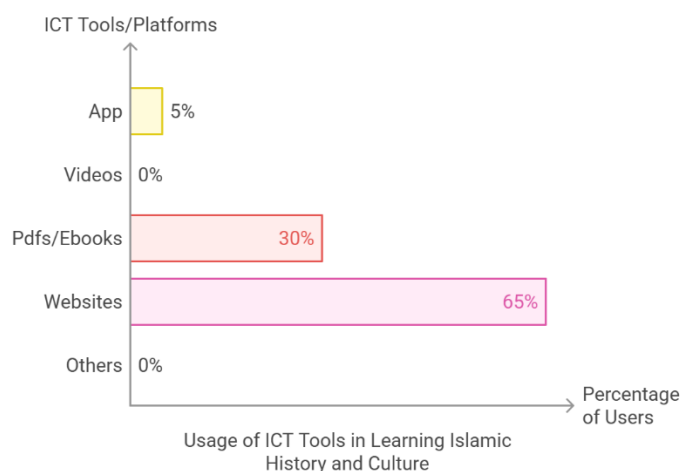 ICT Tools/Platforms
App 5%
Videos 0%
Pdfs/Ebooks 30%
Websites 65%
Others 0%
Percentage
of Users
Usage of ICT Tools in Learning Islamic
History and Culture